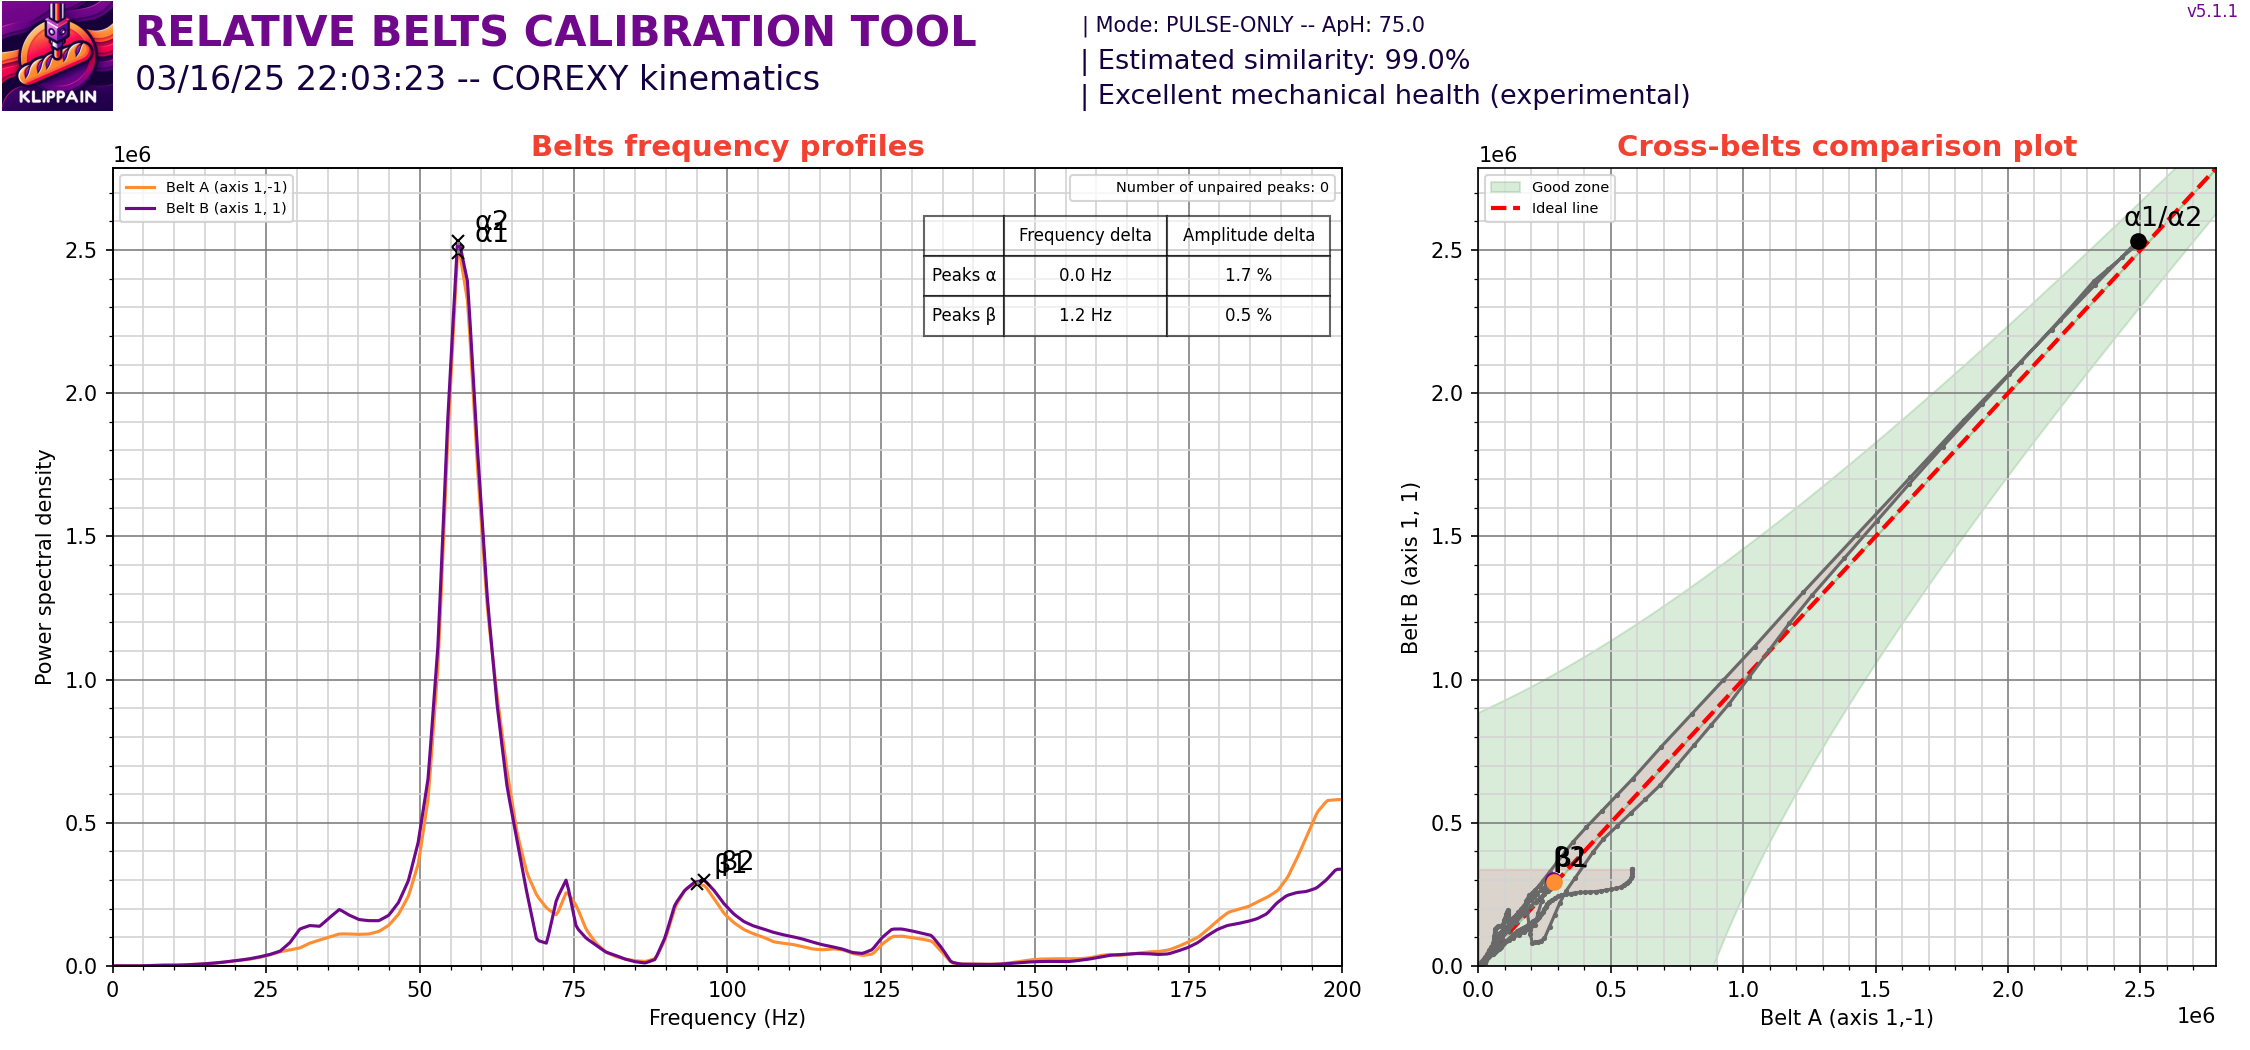 KLIPPAIN
RELATIVE BELTS CALIBRATION TOOL
03/16/25 22:03:23 -- COREXY kinematics
| Mode: PULSE-ONLY -- ApH: 75.0
| Estimated similarity: 99.0%
| Excellent mechanical health (experimental)
v5.1.1
Belts frequency profiles
1e6
Belt A (axis 1,-1)
Belt B (axis 1, 1)
Number of unpaired peaks: 0
Frequency delta Amplitude delta
Peaks α 0.0 Hz 1.7 %
Peaks β 1.2 Hz 0.5 %
α2
α1
β1 β2
2.5
2.0
1.5
1.0
0.5
0.0
Power spectral density
0 25 50 75 100 125 150 175 200
Frequency (Hz)
Cross-belts comparison plot
1e6
Good zone
Ideal line
α1/α2
β1
β2
2.5
2.0
1.5
1.0
0.5
0.0
Belt B (axis 1, 1)
0.0 0.5 1.0 1.5 2.0 2.5
Belt A (axis 1,-1)
1e6